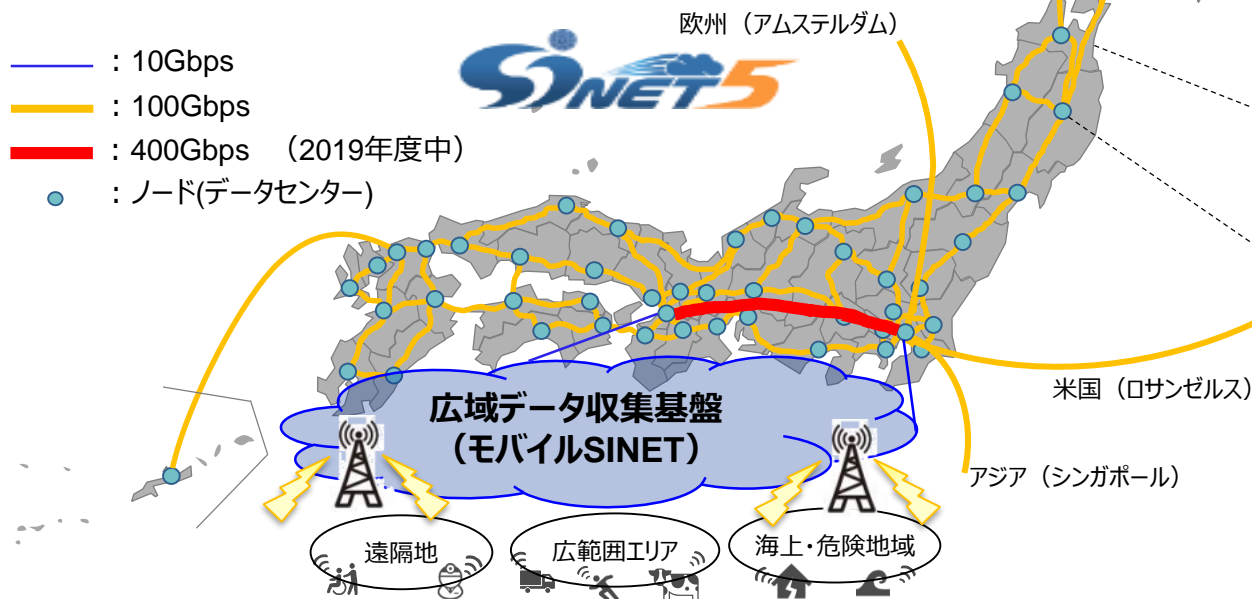 欧州（アムステルダム）
：10Gbps
：100Gbps
：400Gbps （2019年度中）
：ノード(データセンター)
SINET5
米国（ロサンゼルス）
広域データ収集基盤
（モバイルSINET）
アジア（シンガポール）
遠隔地
広範囲エリア
海上・危険地域